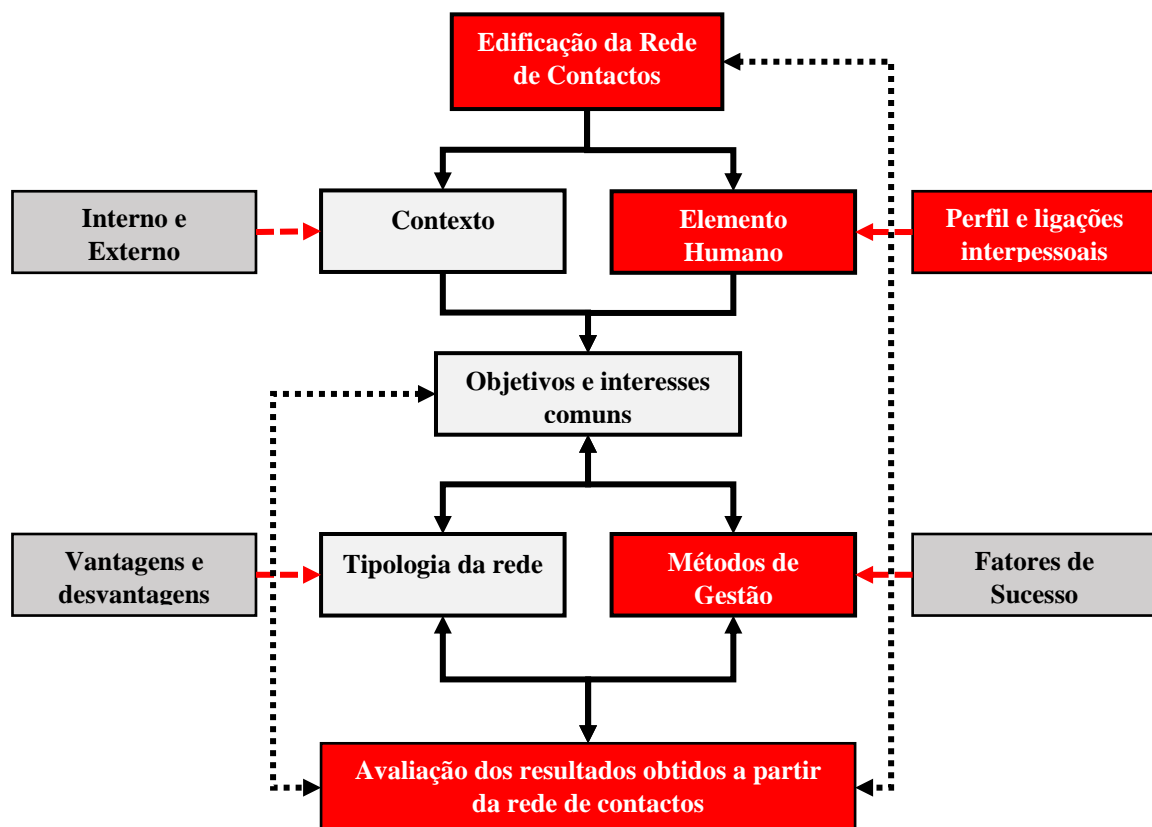 Edificação da Rede
de Contactos
Interno e
Externo
Contexto
Elemento
Humano
Perfil e ligações
interpessoais
Objetivos e interesses
comuns
Vantagens e
desvantagens
Tipologia da rede
Métodos de
Gestão
Fatores de
Sucesso
Avaliação dos resultados obtidos a partir
da rede de contactos